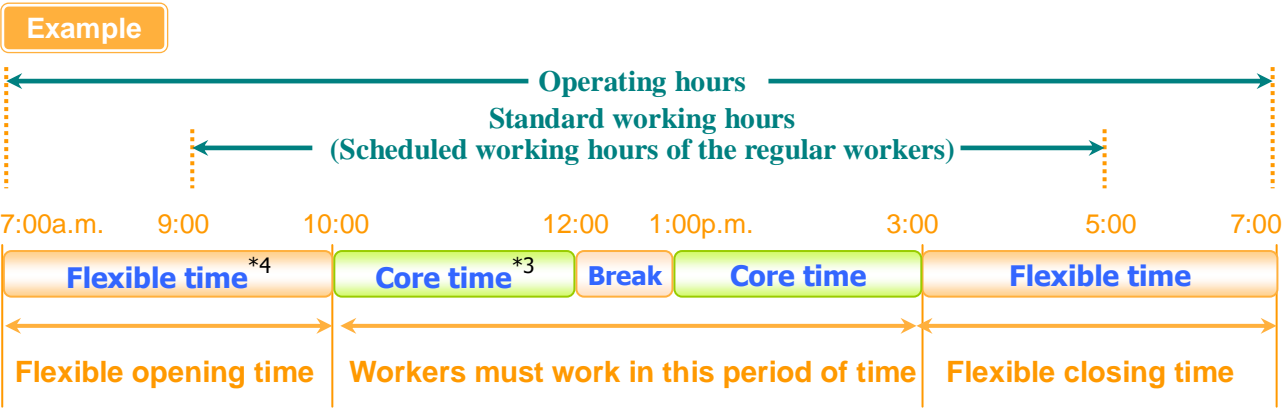 Example
Operating hours
Standard working hours
(Scheduled working hours of the regular workers)
7:00a.m. 9:00 10:00 12:00 1:00p.m. 3:00 5:00 7:00
Flexible time*4 Core time*3 Break Core time Flexible time
Flexible opening time Workers must work in this period of time Flexible closing time